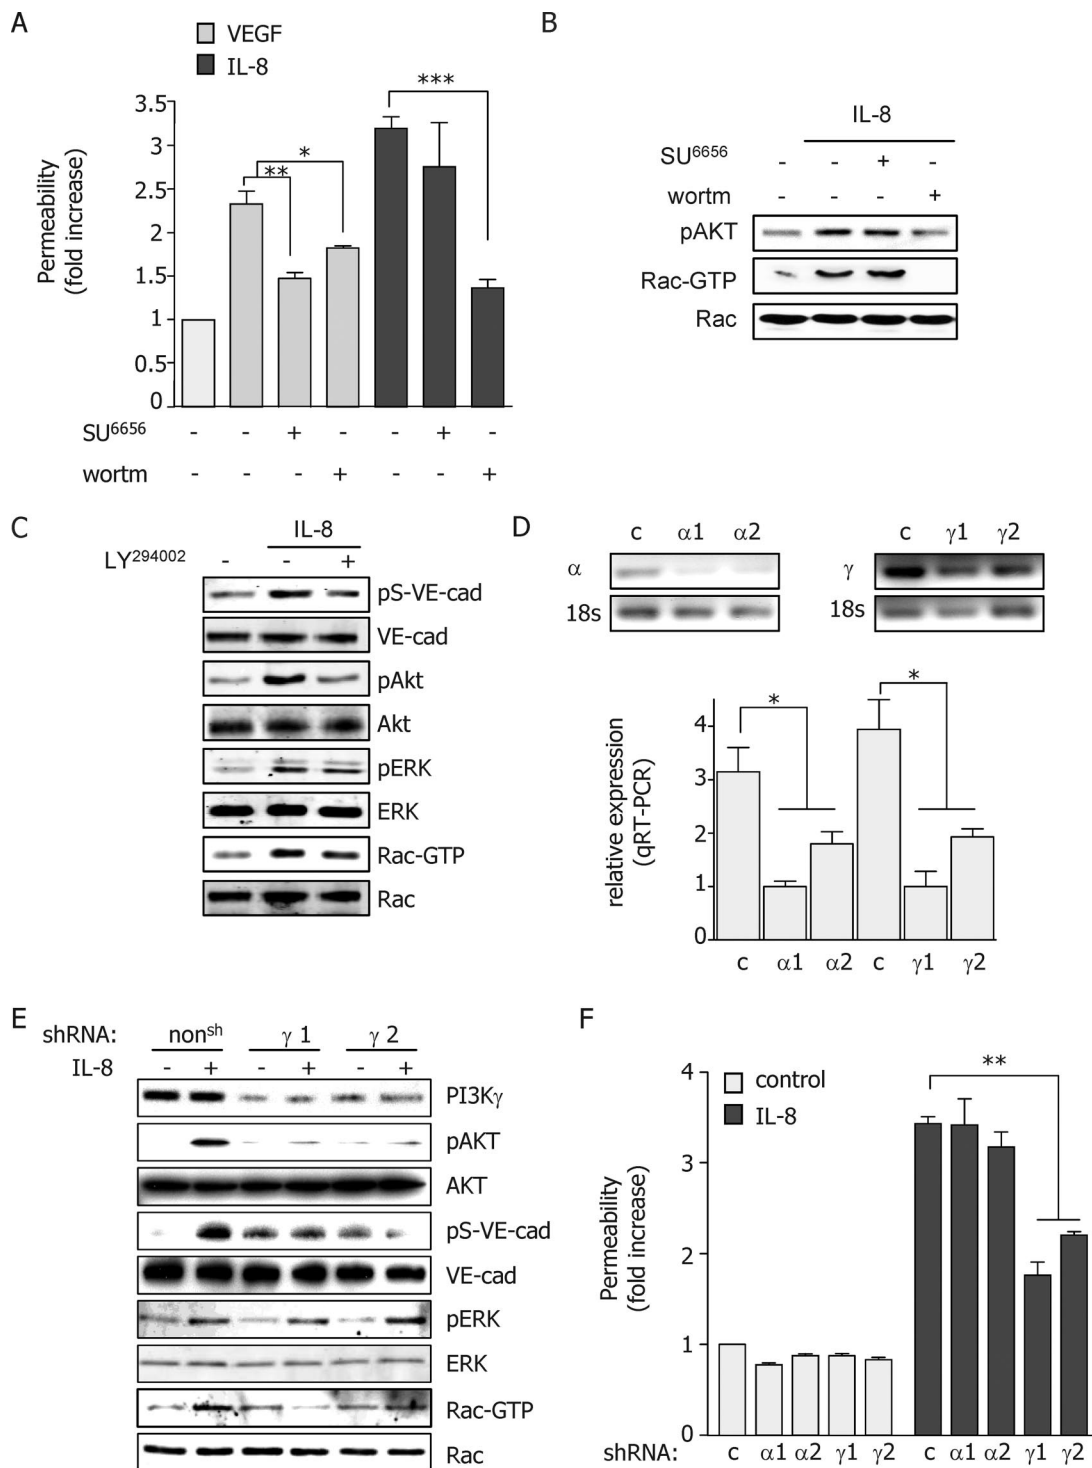 A
VEGF
IL-8
***
*
**
Permeability
(fold increase)
3.5
3
2.5
2
1.5
1
0.5
0
SU6656 - - + - - + -
wortm - - - + - - +
B
IL-8
SU6656 - - + -
wortm - - - +
pAKT
Rac-GTP
Rac
C
IL-8
LY294002 - - +
pS-VE-cad
VE-cad
pAkt
Akt
pERK
ERK
Rac-GTP
Rac
D
c α1 α2
α
18s
c γ1 γ2
γ
18s
relative expression
(qRT-PCR)
4
3
2
1
0
*
*
c α1 α2 c γ1 γ2
E
shRNA: nonsh γ 1 γ 2
IL-8 - + - + - +
PI3Kγ
pAKT
AKT
pS-VE-cad
VE-cad
pERK
ERK
Rac-GTP
Rac
F
control
IL-8
**
Permeability
(fold increase)
4
3
2
1
0
shRNA: c α1 α2 γ1 γ2 c α1 α2 γ1 γ2